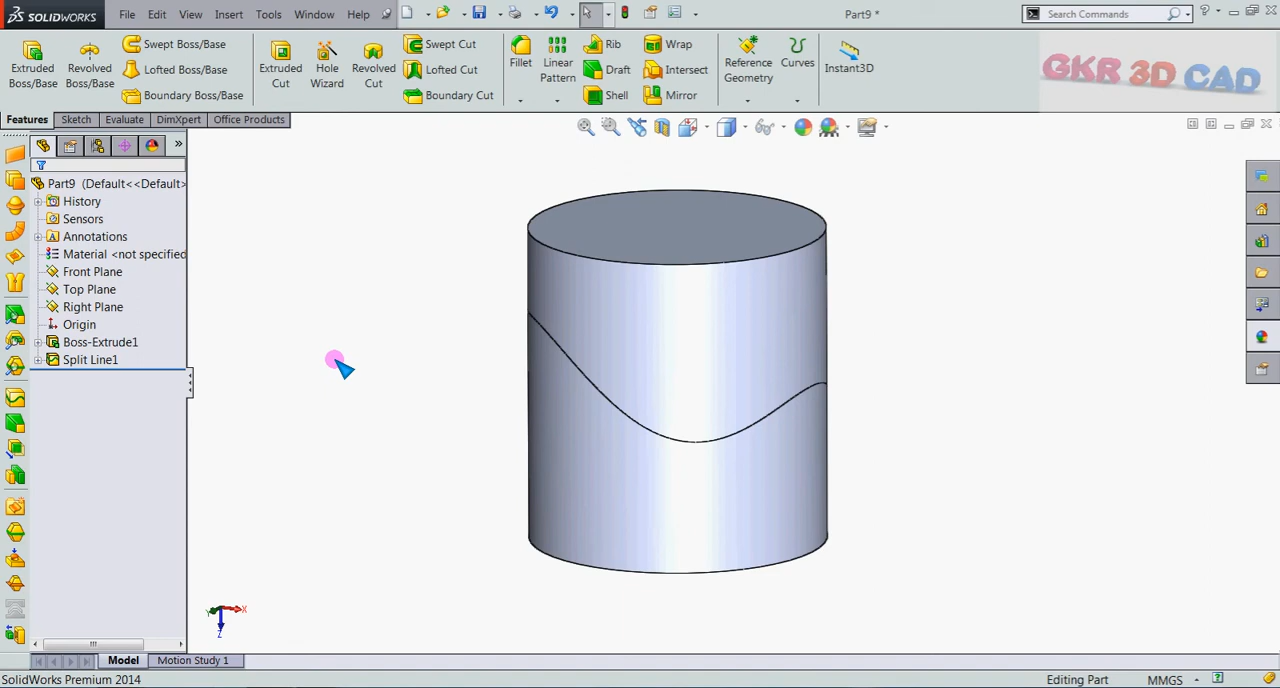 SOLIDWORKS File Edit View Insert Tools Window Help Part9 * Search Commands
Extruded Boss/Base
Revolved Boss/Base
Swept Boss/Base
Lofted Boss/Base
Boundary Boss/Base
Extruded Cut
Hole Wizard
Revolved Cut
Swept Cut
Lofted Cut
Boundary Cut
Fillet
Linear Pattern
Rib
Draft
Shell
Wrap
Intersect
Mirror
Reference Geometry
Curves
Instant3D
GKR 3D CAD
Features Sketch Evaluate DimXpert Office Products
Part9 (Default<<Default>
History
Sensors
Annotations
Material <not specified
Front Plane
Top Plane
Right Plane
Origin
Boss-Extrude1
Split Line1
Y X
Z
Model Motion Study 1
SolidWorks Premium 2014 Editing Part MMGS